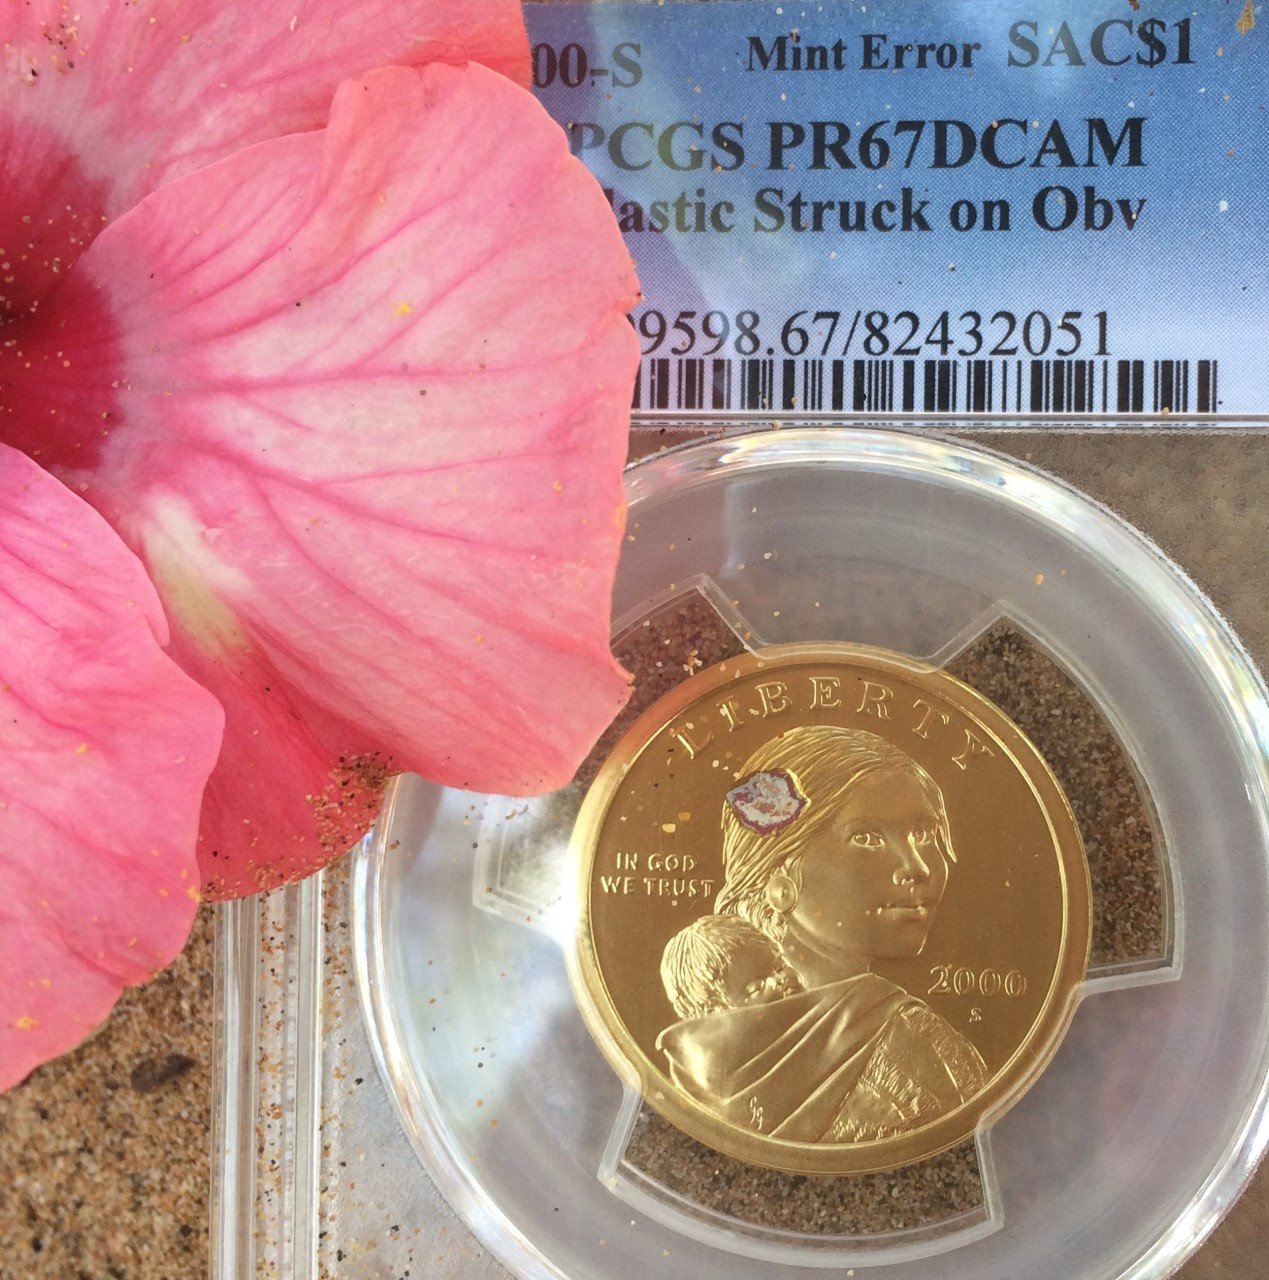 00-S Mint Error SAC$1
PCGS PR67DCAM
lastic Struck on Obv
9598.67/82432051
LIBERTY
IN GOD
WE TRUST
2000
S